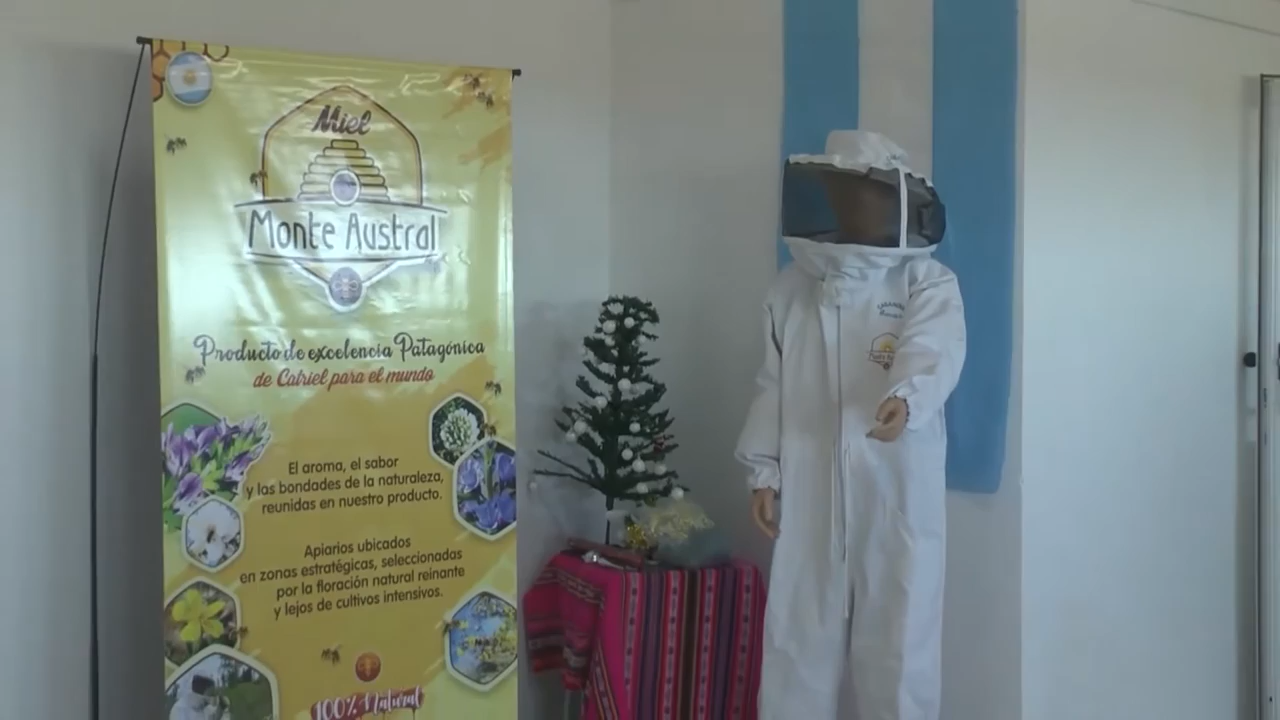 Miel
Monte Austral
Producto de excelencia Patagónica
de Catriel para el mundo
El aroma, el sabor
y las bondades de la naturaleza,
reunidas en nuestro producto.
Apiarios ubicados
en zonas estratégicas, seleccionadas
por la floración natural reinante
y lejos de cultivos intensivos.
100% Natural